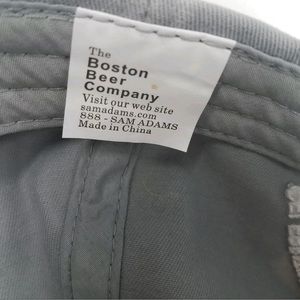 The
Boston
Beer
Company
Visit our web site
samadams.com
888 - SAM ADAMS
Made in China